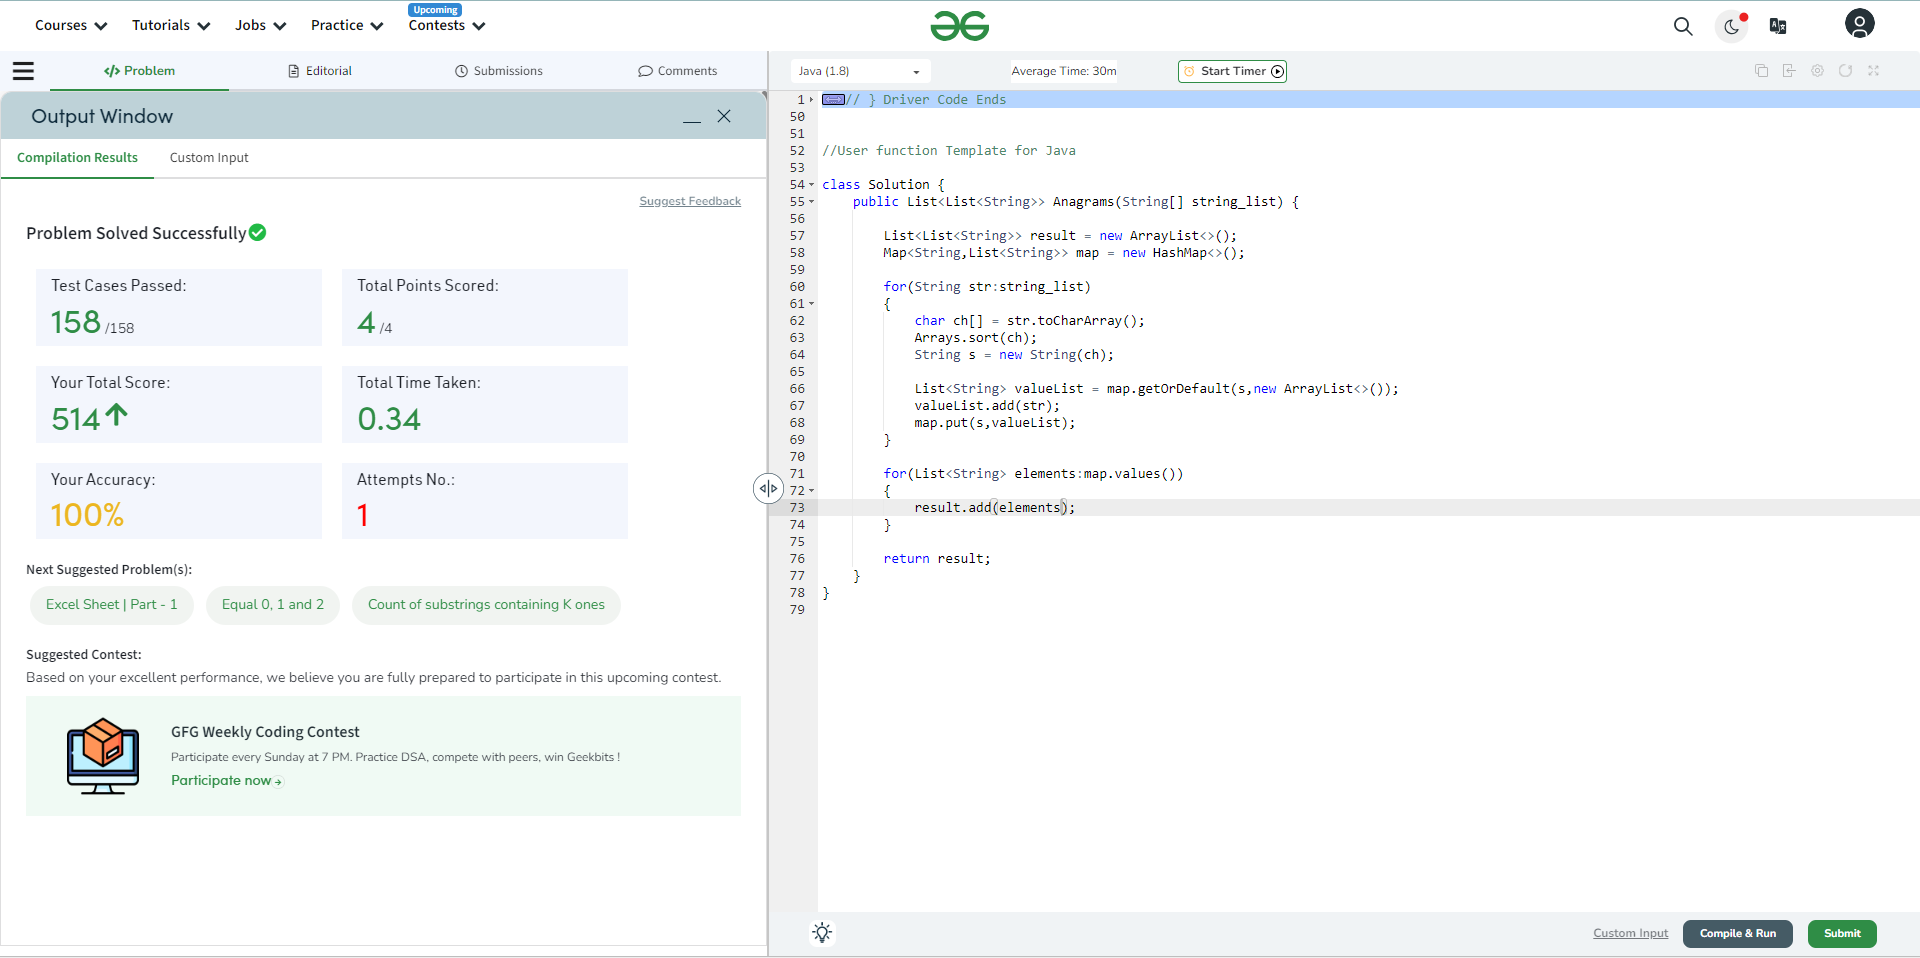 Courses
Tutorials
Jobs
Practice
Upcoming
Contests
Problem
Editorial
Submissions
Comments
Output Window
Compilation Results
Custom Input
Suggest Feedback
Problem Solved Successfully
Test Cases Passed:
158 /158
Total Points Scored:
4 /4
Your Total Score:
514
Total Time Taken:
0.34
Your Accuracy:
100%
Attempts No.:
1
Next Suggested Problem(s):
Excel Sheet | Part - 1
Equal 0, 1 and 2
Count of substrings containing K ones
Suggested Contest:
Based on your excellent performance, we believe you are fully prepared to participate in this upcoming contest.
GFG Weekly Coding Contest
Participate every Sunday at 7 PM. Practice DSA, compete with peers, win Geekbits !
Participate now
Java (1.8)
Average Time: 30m
Start Timer
1 // } Driver Code Ends
50
51
52 //User function Template for Java
53
54 class Solution {
55 public List<List<String>> Anagrams(String[] string_list) {
56
57 List<List<String>> result = new ArrayList<>();
58 Map<String,List<String>> map = new HashMap<>();
59
60 for(String str:string_list)
61 {
62 char ch[] = str.toCharArray();
63 Arrays.sort(ch);
64 String s = new String(ch);
65
66 List<String> valueList = map.getOrDefault(s,new ArrayList<>());
67 valueList.add(str);
68 map.put(s,valueList);
69 }
70
71 for(List<String> elements:map.values())
72 {
73 result.add(elements);
74 }
75
76 return result;
77 }
78 }
79
Custom Input
Compile & Run
Submit